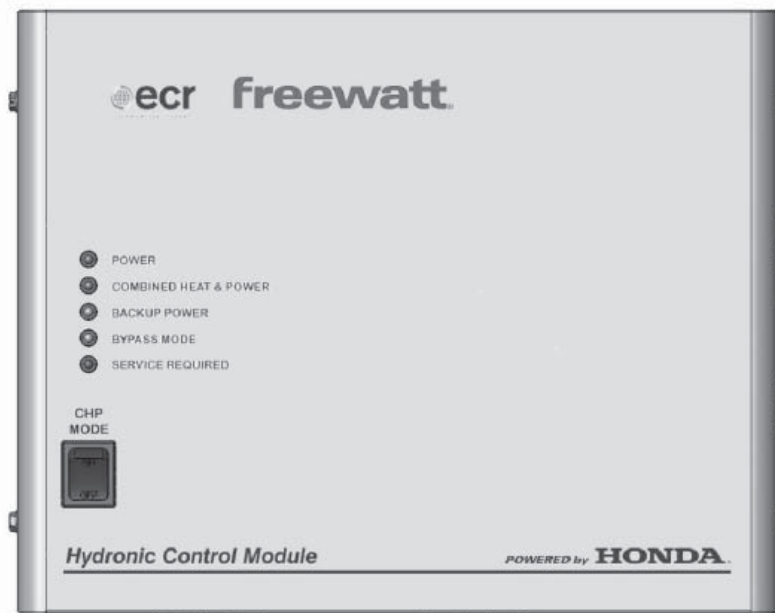 ecr freewatt®
POWER
COMBINED HEAT & POWER
BACKUP POWER
BYPASS MODE
SERVICE REQUIRED
CHP
MODE
OFF
Hydronic Control Module
POWERED by HONDA.